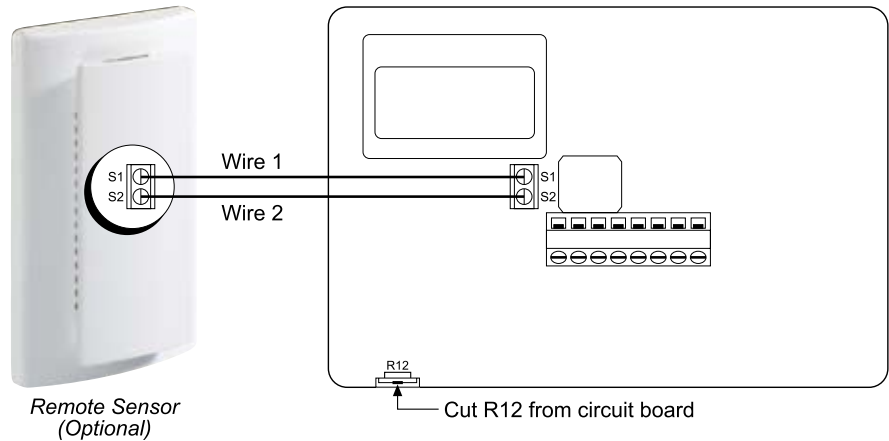 Wire 1
S1
S2
S1
S2
Wire 2
R12
Cut R12 from circuit board
Remote Sensor
(Optional)